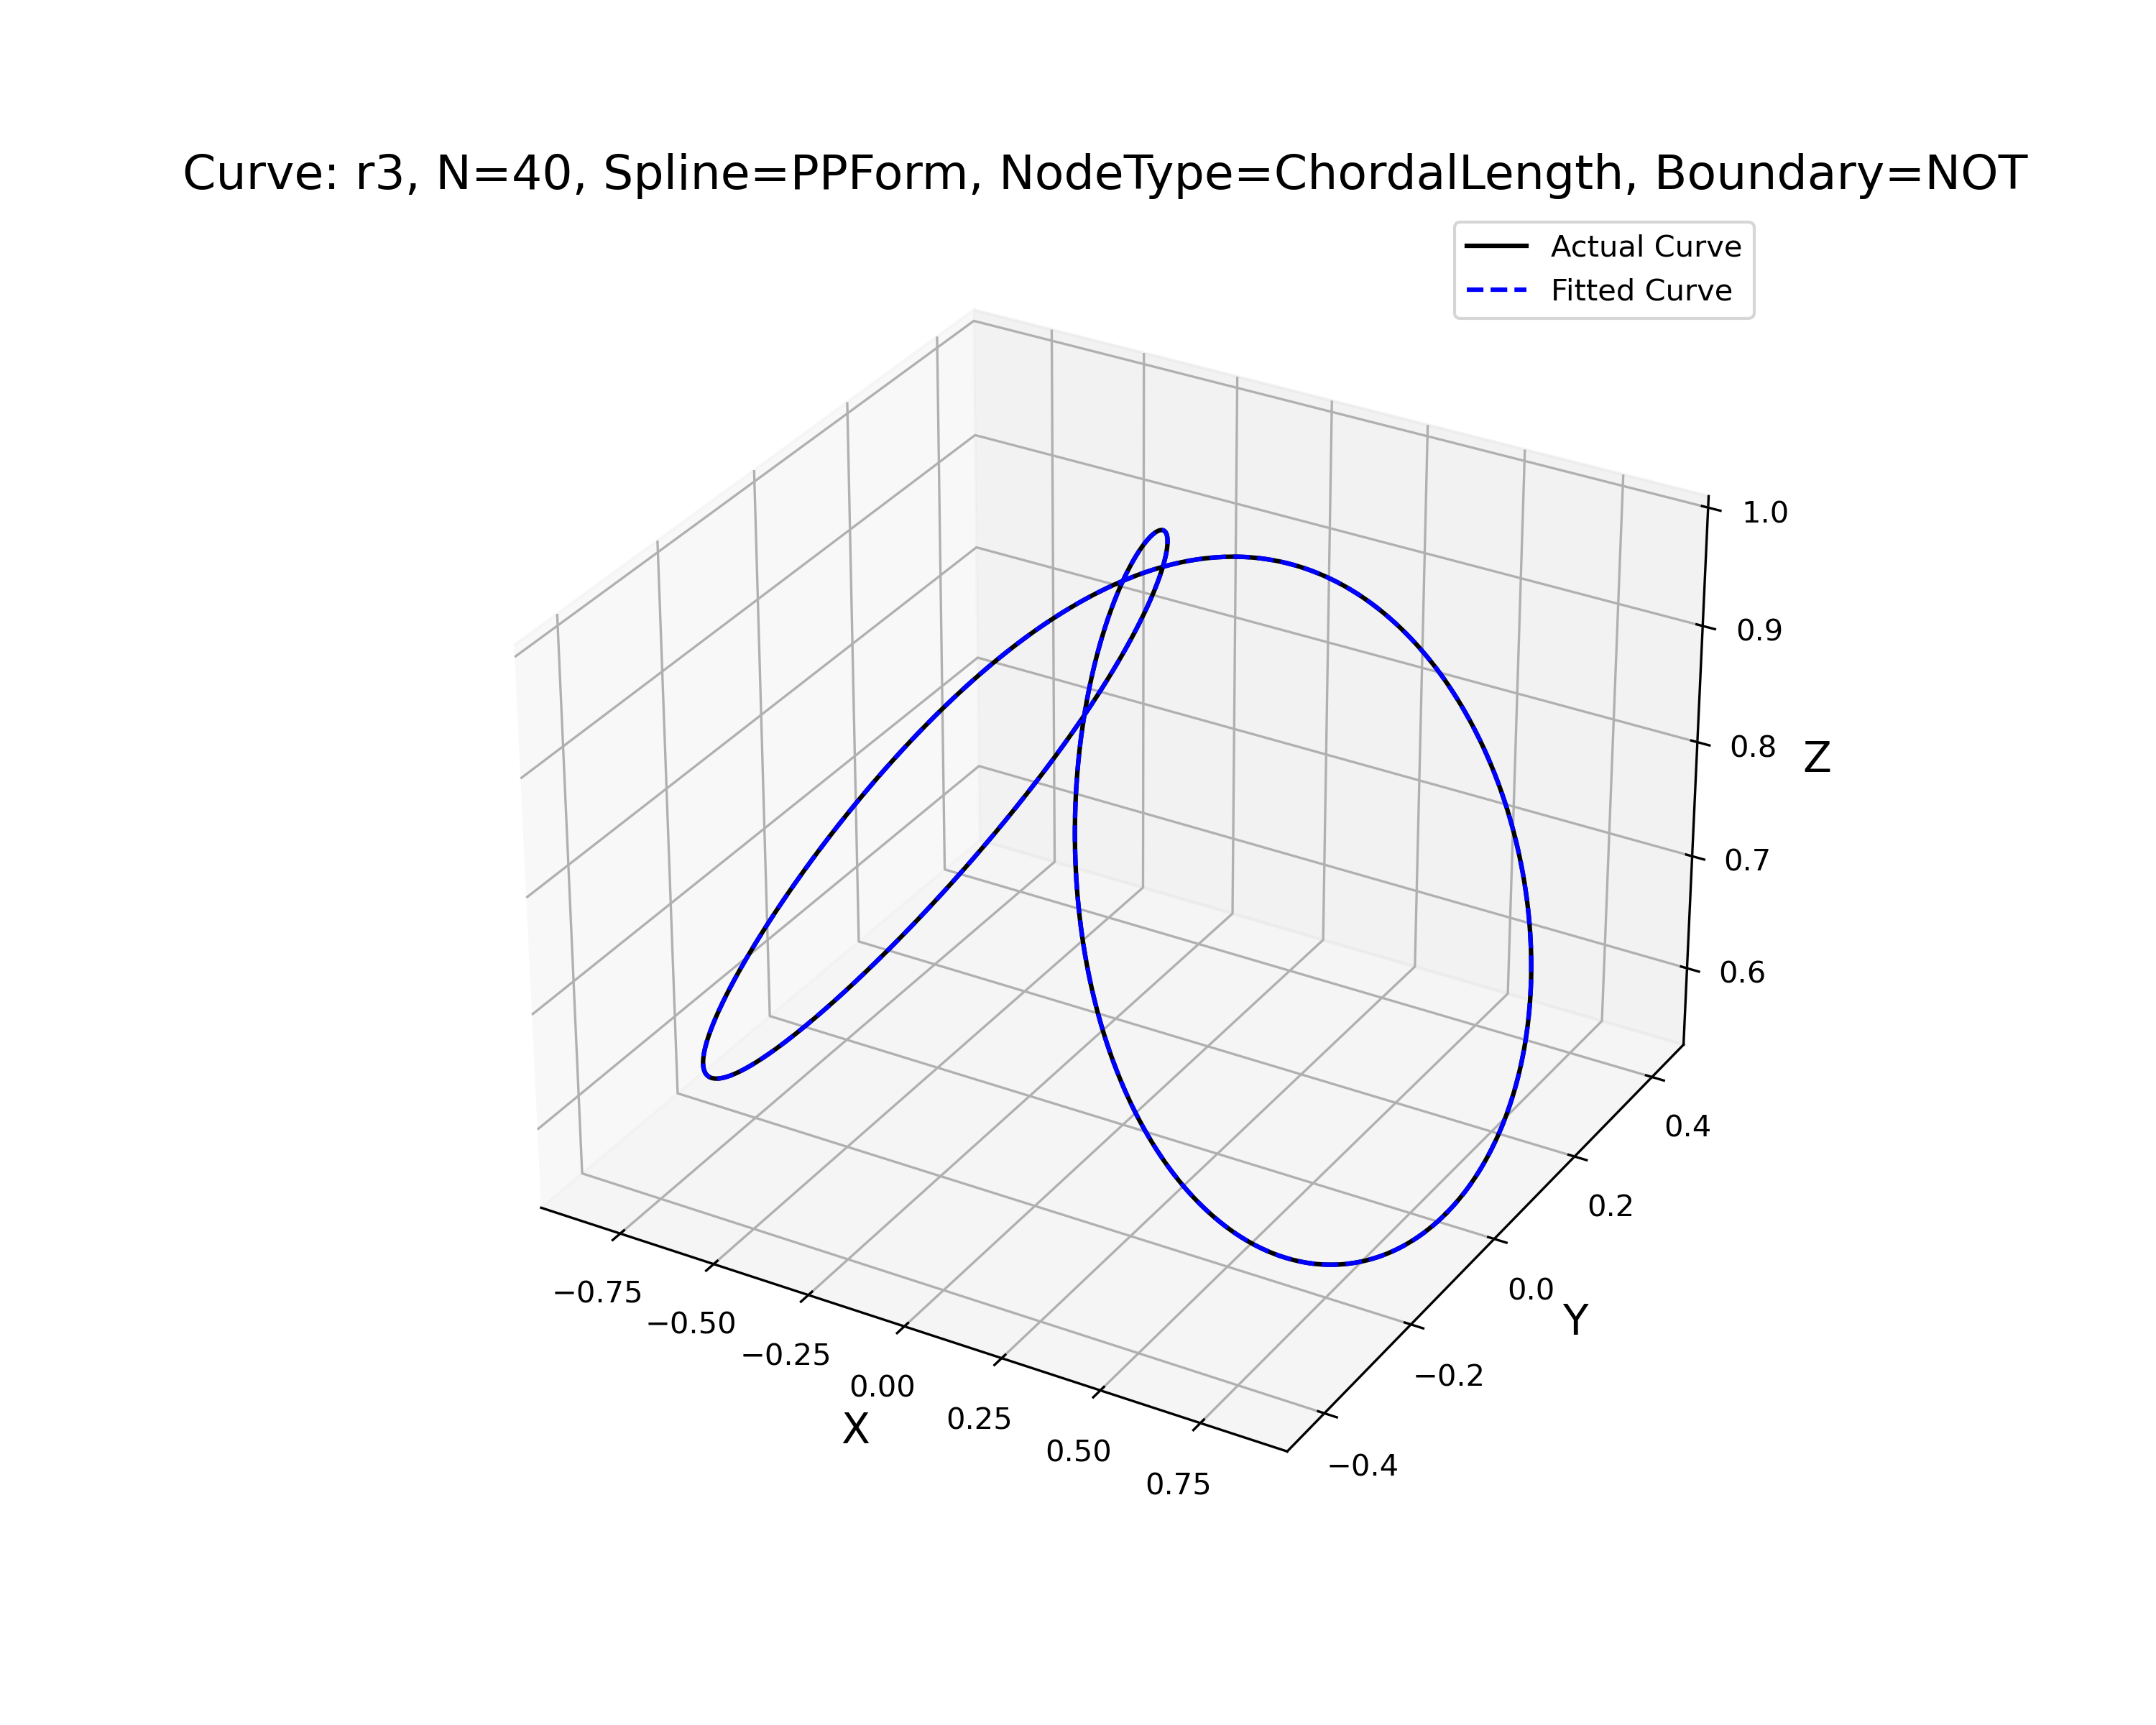 Curve: r3, N=40, Spline=PPForm, NodeType=ChordalLength, Boundary=NOT
Actual Curve
Fitted Curve
1.0
0.9
0.8
Z
0.7
0.6
0.4
0.2
0.0
Y
−0.2
−0.4
−0.75
−0.50
−0.25
0.00
X
0.25
0.50
0.75